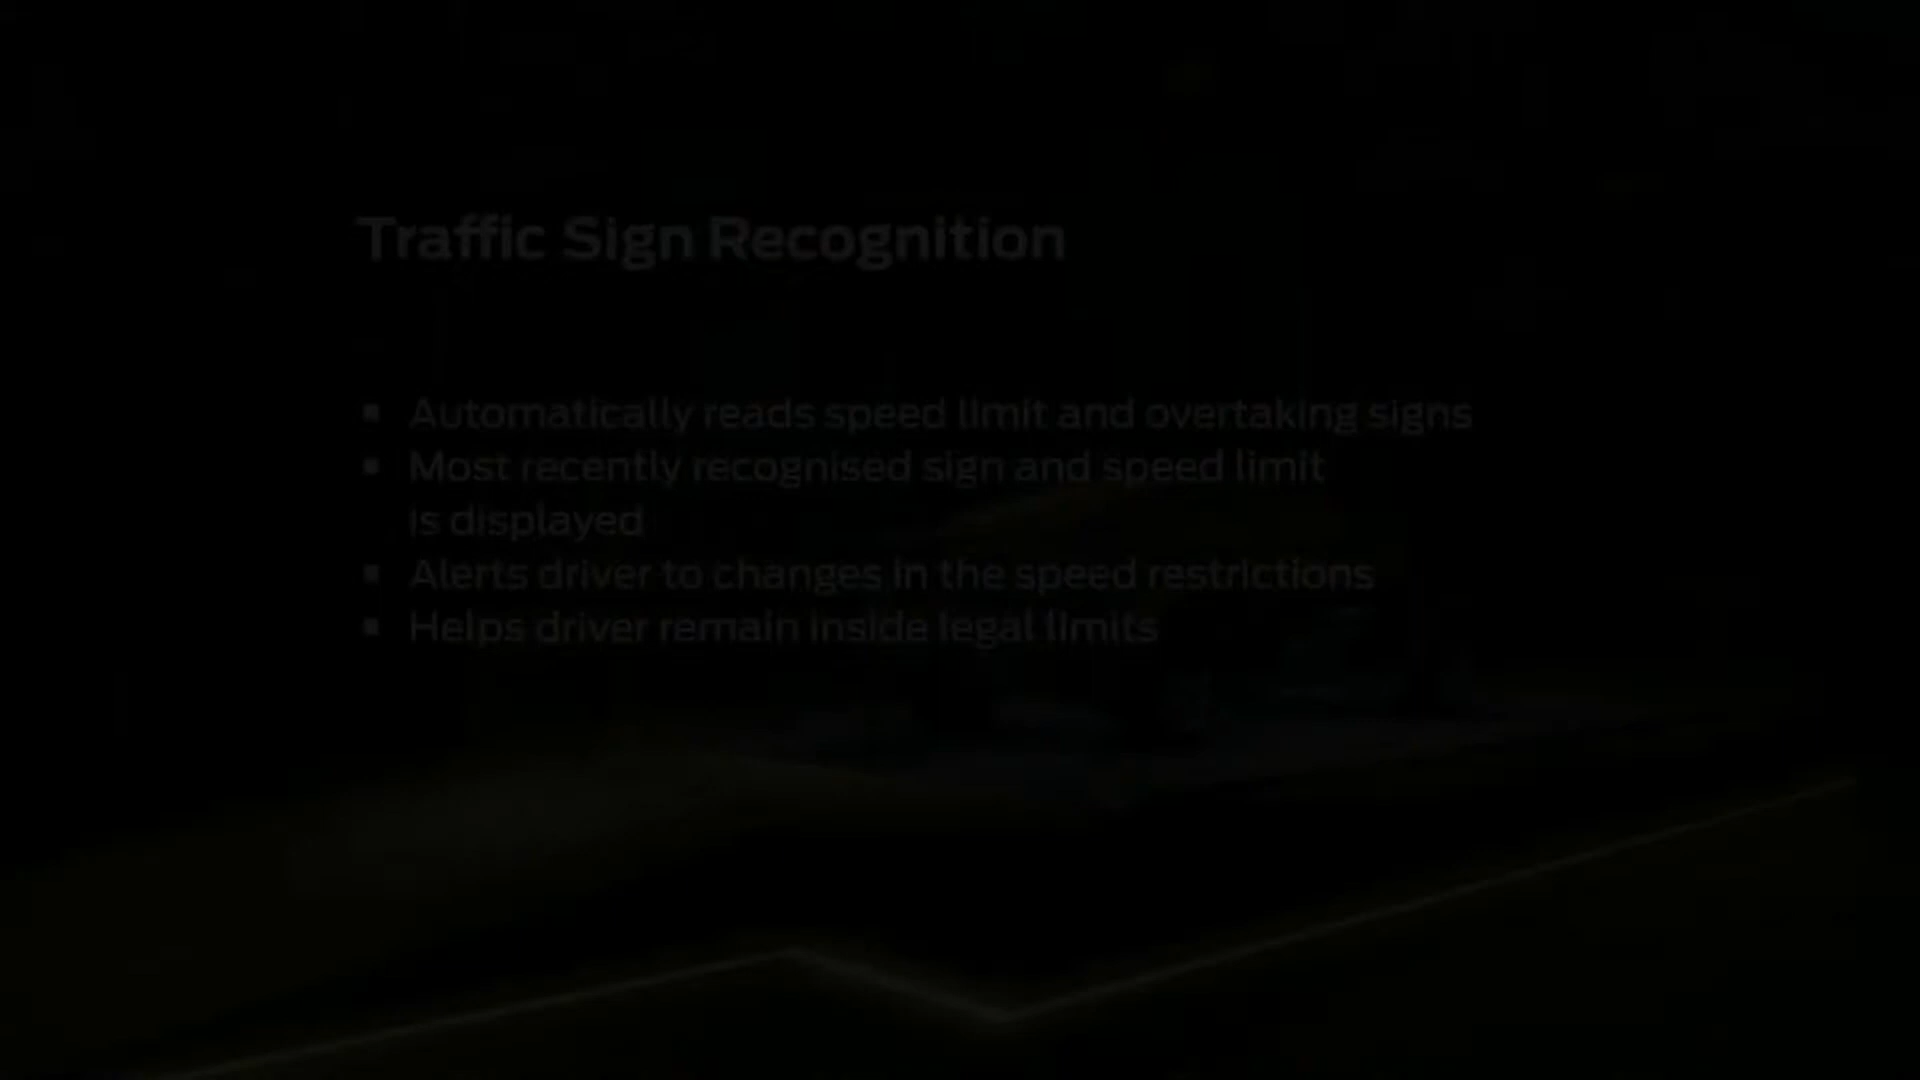 Traffic Sign Recognition
▪ Automatically reads speed limit and overtaking signs
▪ Most recently recognised sign and speed limit
is displayed
▪ Alerts driver to changes in the speed restrictions
▪ Helps driver remain inside legal limits